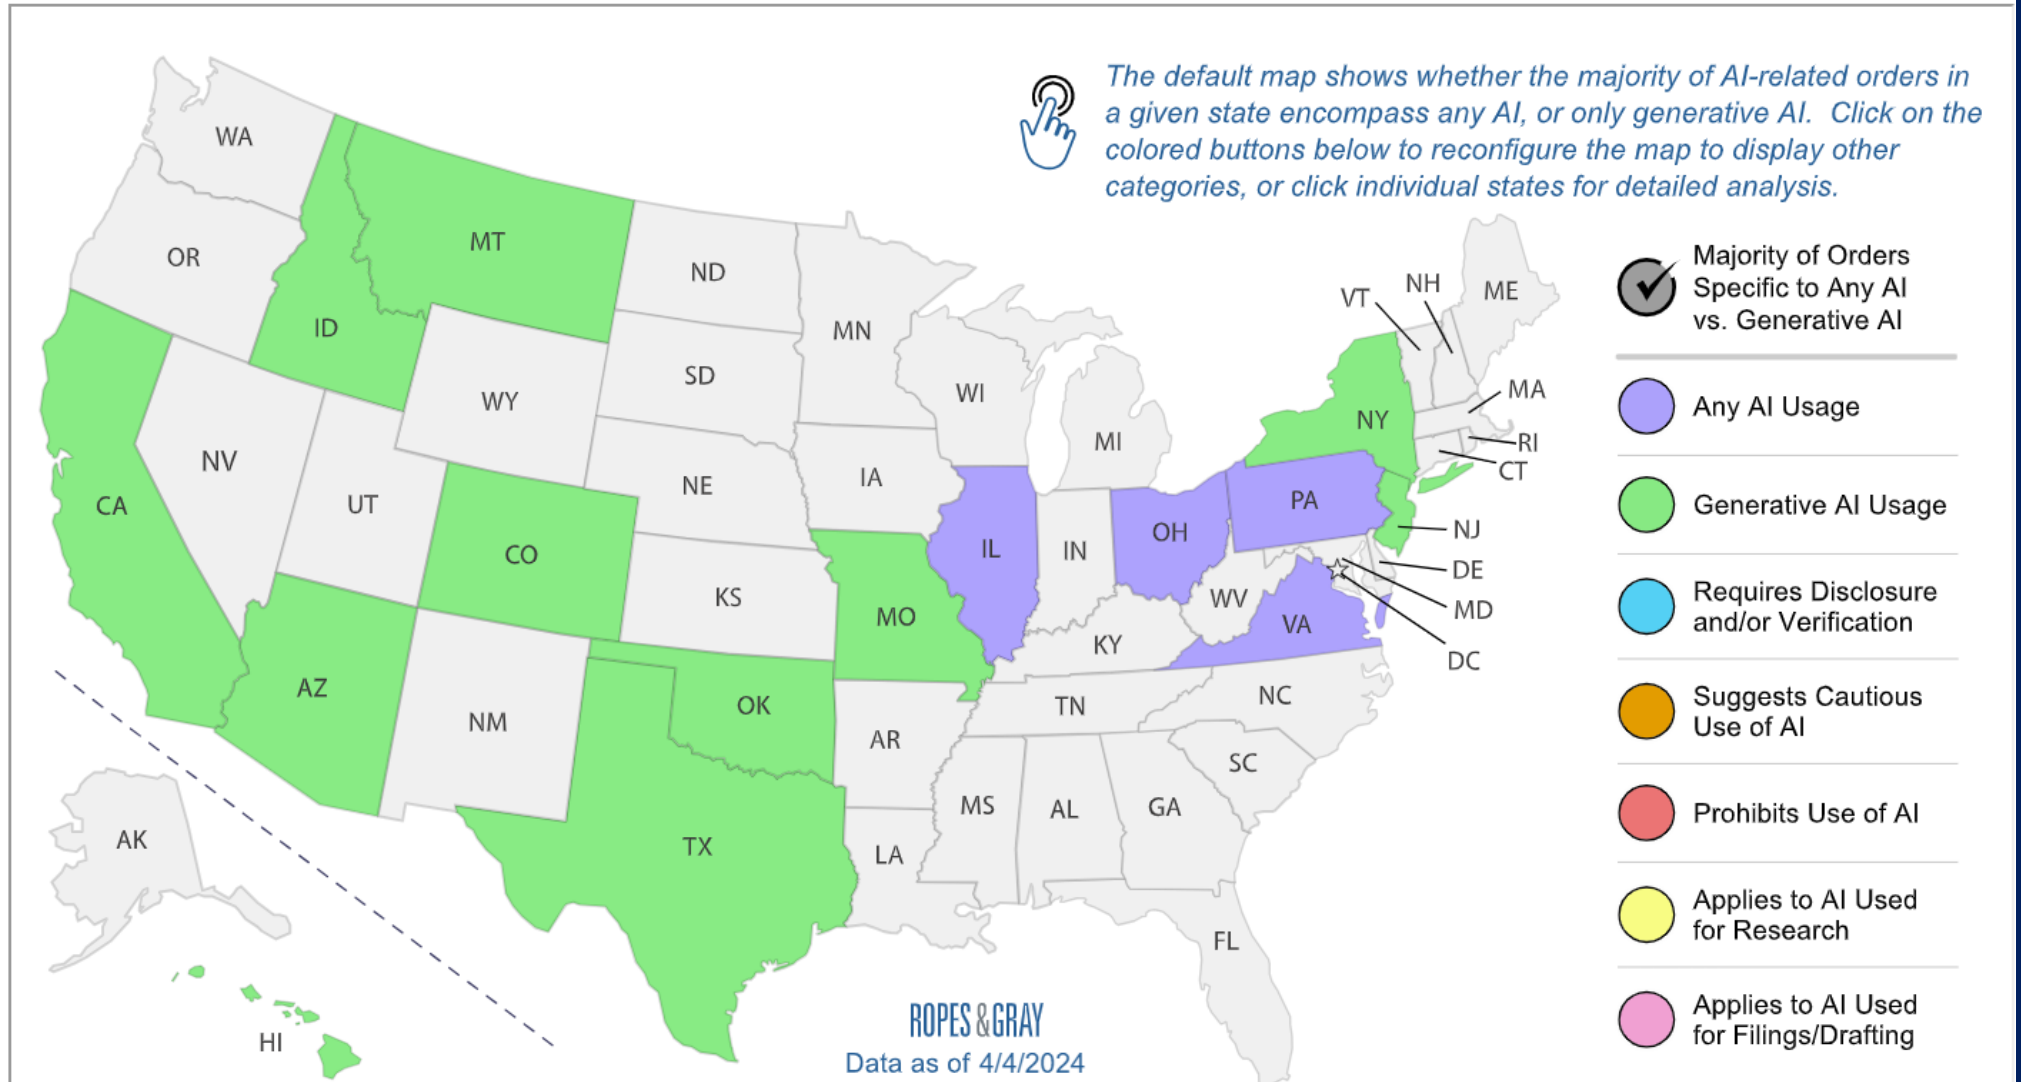 The default map shows whether the majority of AI-related orders in
a given state encompass any AI, or only generative AI. Click on the
colored buttons below to reconfigure the map to display other
categories, or click individual states for detailed analysis.
WA
OR
MT
ID
ND
MN
SD
WY
WI
MI
VT
NH
ME
NY
MA
RI
CT
NV
CA
UT
NE
IA
CO
KS
IL
IN
OH
PA
NJ
DE
MD
DC
MO
WV
VA
KY
AZ
NM
OK
AR
TN
NC
SC
MS
AL
GA
TX
LA
FL
AK
HI
Majority of Orders
Specific to Any AI
vs. Generative AI
Any AI Usage
Generative AI Usage
Requires Disclosure
and/or Verification
Suggests Cautious
Use of AI
Prohibits Use of AI
Applies to AI Used
for Research
Applies to AI Used
for Filings/Drafting
ROPES&GRAY
Data as of 4/4/2024